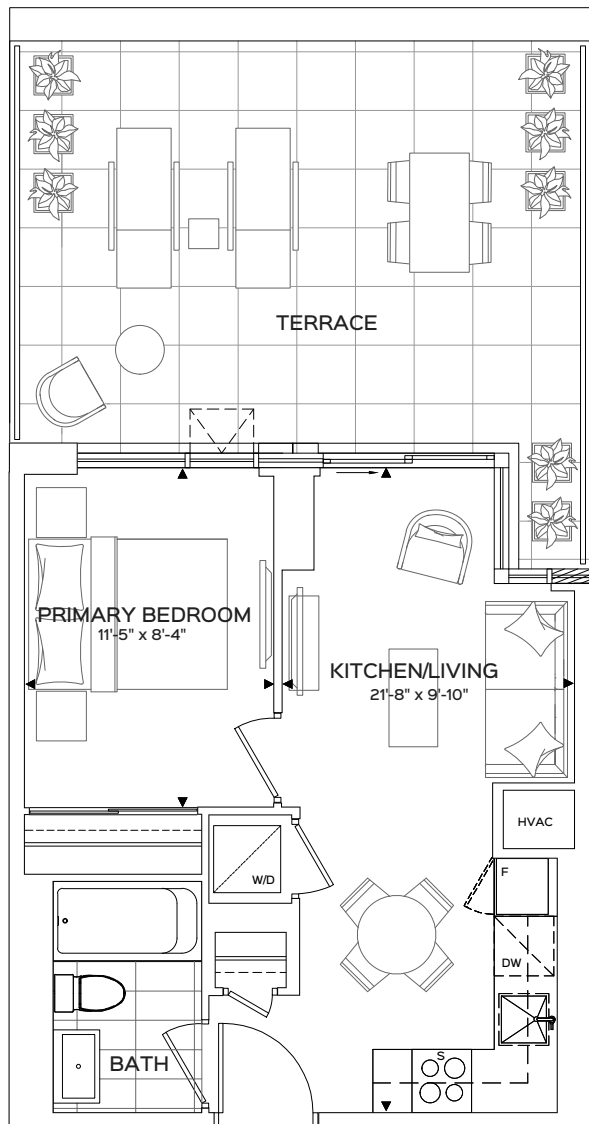 TERRACE
PRIMARY BEDROOM
11'-5" x 8'-4"
KITCHEN/LIVING
21'-8" x 9'-10"
HVAC
W/D
F
DW
S
BATH